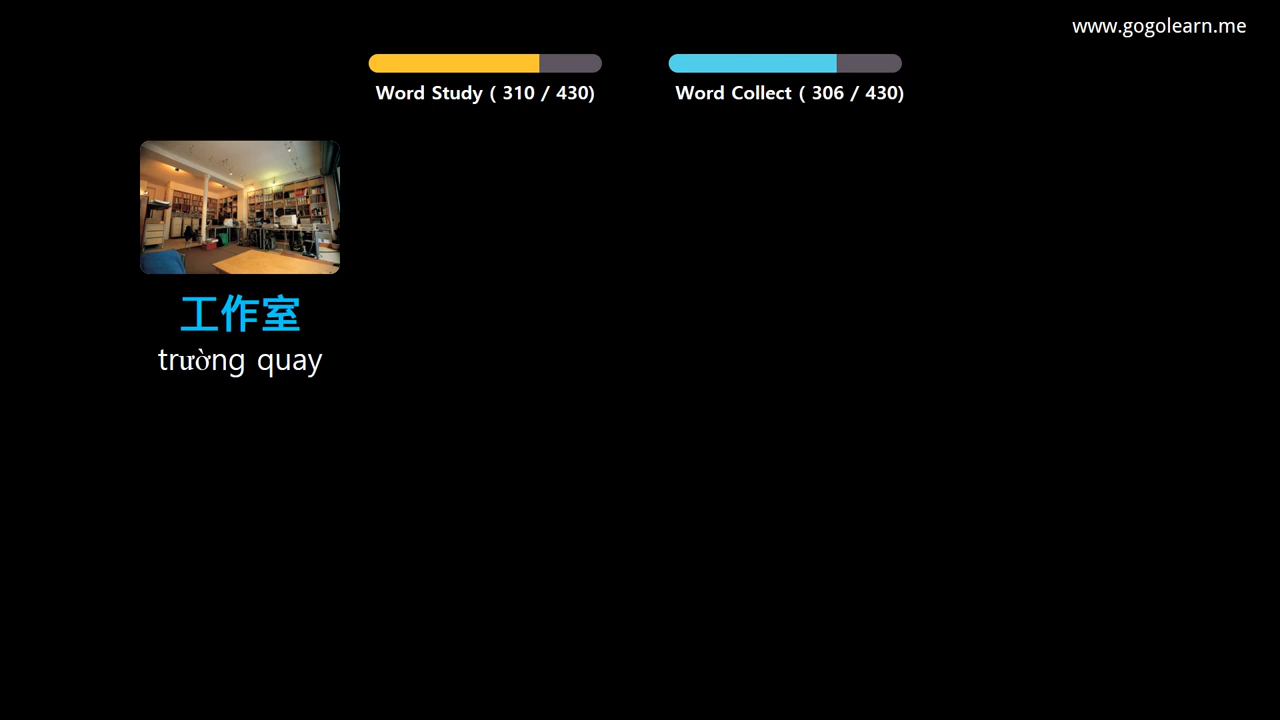 www.gogolearn.me
Word Study ( 310 / 430)
Word Collect ( 306 / 430)
工作室
trường quay